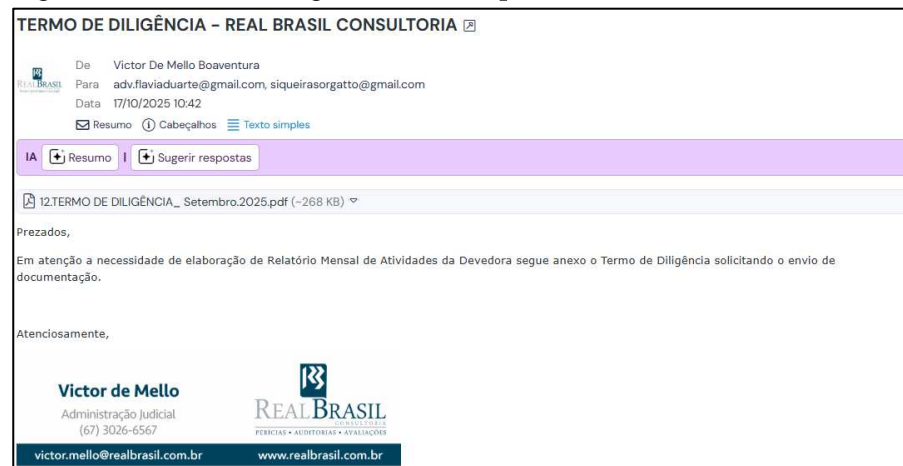 TERMO DE DILIGÊNCIA - REAL BRASIL CONSULTORIA
REAL BRASIL
De Victor De Mello Boaventura
Para adv.flaviaduarte@gmail.com, siqueirasorgatto@gmail.com
Data 17/10/2025 10:42
Resumo Cabeçalhos Texto simples
IA Resumo | Sugerir respostas
12.TERMO DE DILIGÊNCIA_ Setembro.2025.pdf (~268 KB)
Prezados,
Em atenção a necessidade de elaboração de Relatório Mensal de Atividades da Devedora segue anexo o Termo de Diligência solicitando o envio de
documentação.
Atenciosamente,
Victor de Mello
Administração Judicial
(67) 3026-6567
REAL BRASIL
CONSULTORIA
PERÍCIAS • AUDITORIAS • AVALIAÇÕES
victor.mello@realbrasil.com.br www.realbrasil.com.br